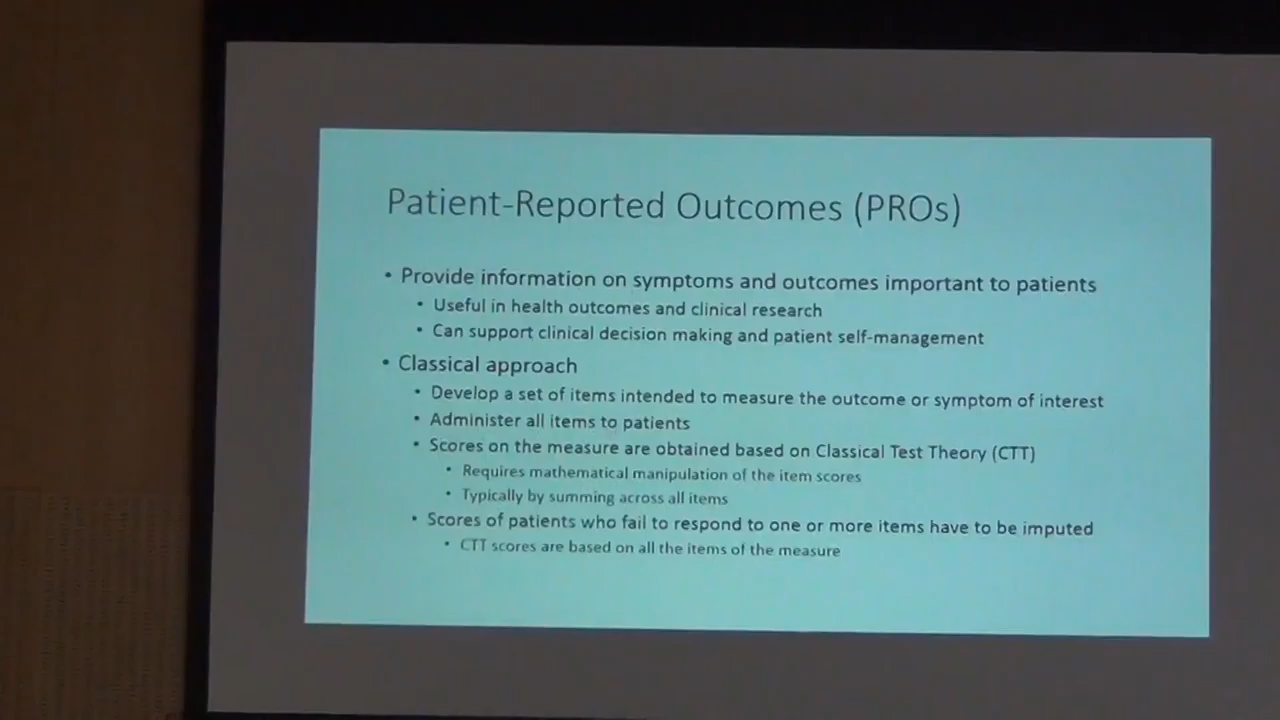 Patient-Reported Outcomes (PROs)
• Provide information on symptoms and outcomes important to patients
• Useful in health outcomes and clinical research
• Can support clinical decision making and patient self-management
• Classical approach
• Develop a set of items intended to measure the outcome or symptom of interest
• Administer all items to patients
• Scores on the measure are obtained based on Classical Test Theory (CTT)
• Requires mathematical manipulation of the item scores
• Typically by summing across all items
• Scores of patients who fail to respond to one or more items have to be imputed
• CTT scores are based on all the items of the measure